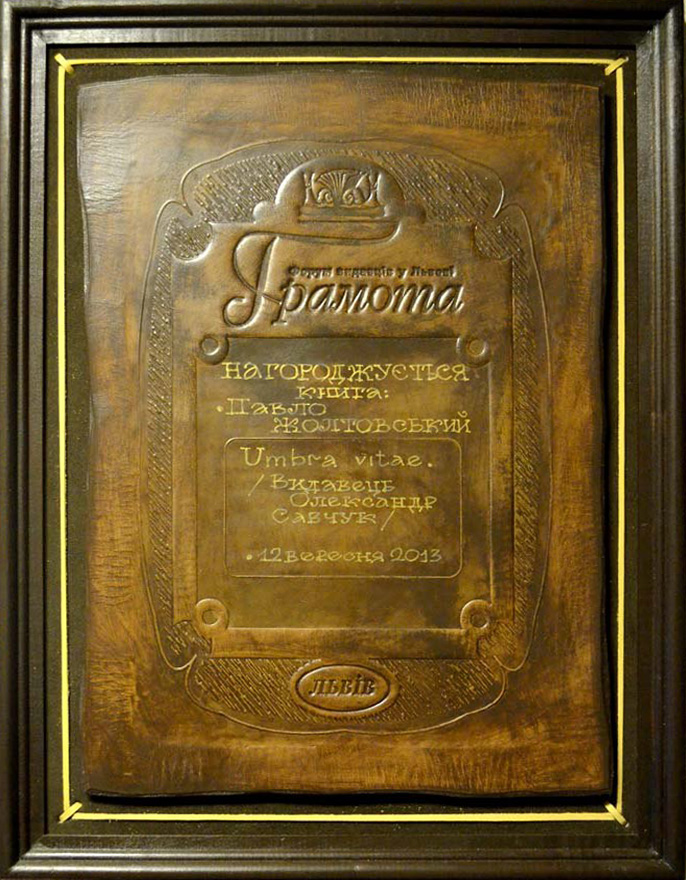 Форум видавців у Львові
Грамота
НАГОРОДЖУЄТЬСЯ
КНИГА:
•ПАВЛО
ЖОЛТОВСЬКИЙ
Umbra vitae.
/ВИДАВЕЦЬ
ОЛЕКСАНДР
САВЧУК/
•12 ВЕРЕСНЯ 2013
ЛЬВІВ